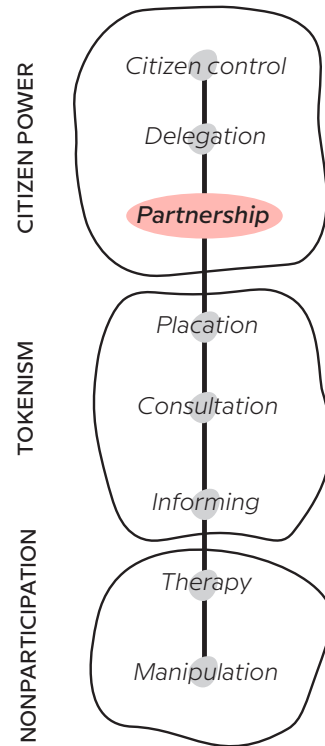 CITIZEN POWER
Citizen control
Delegation
Partnership
TOKENISM
Placation
Consultation
Informing
NONPARTICIPATION
Therapy
Manipulation